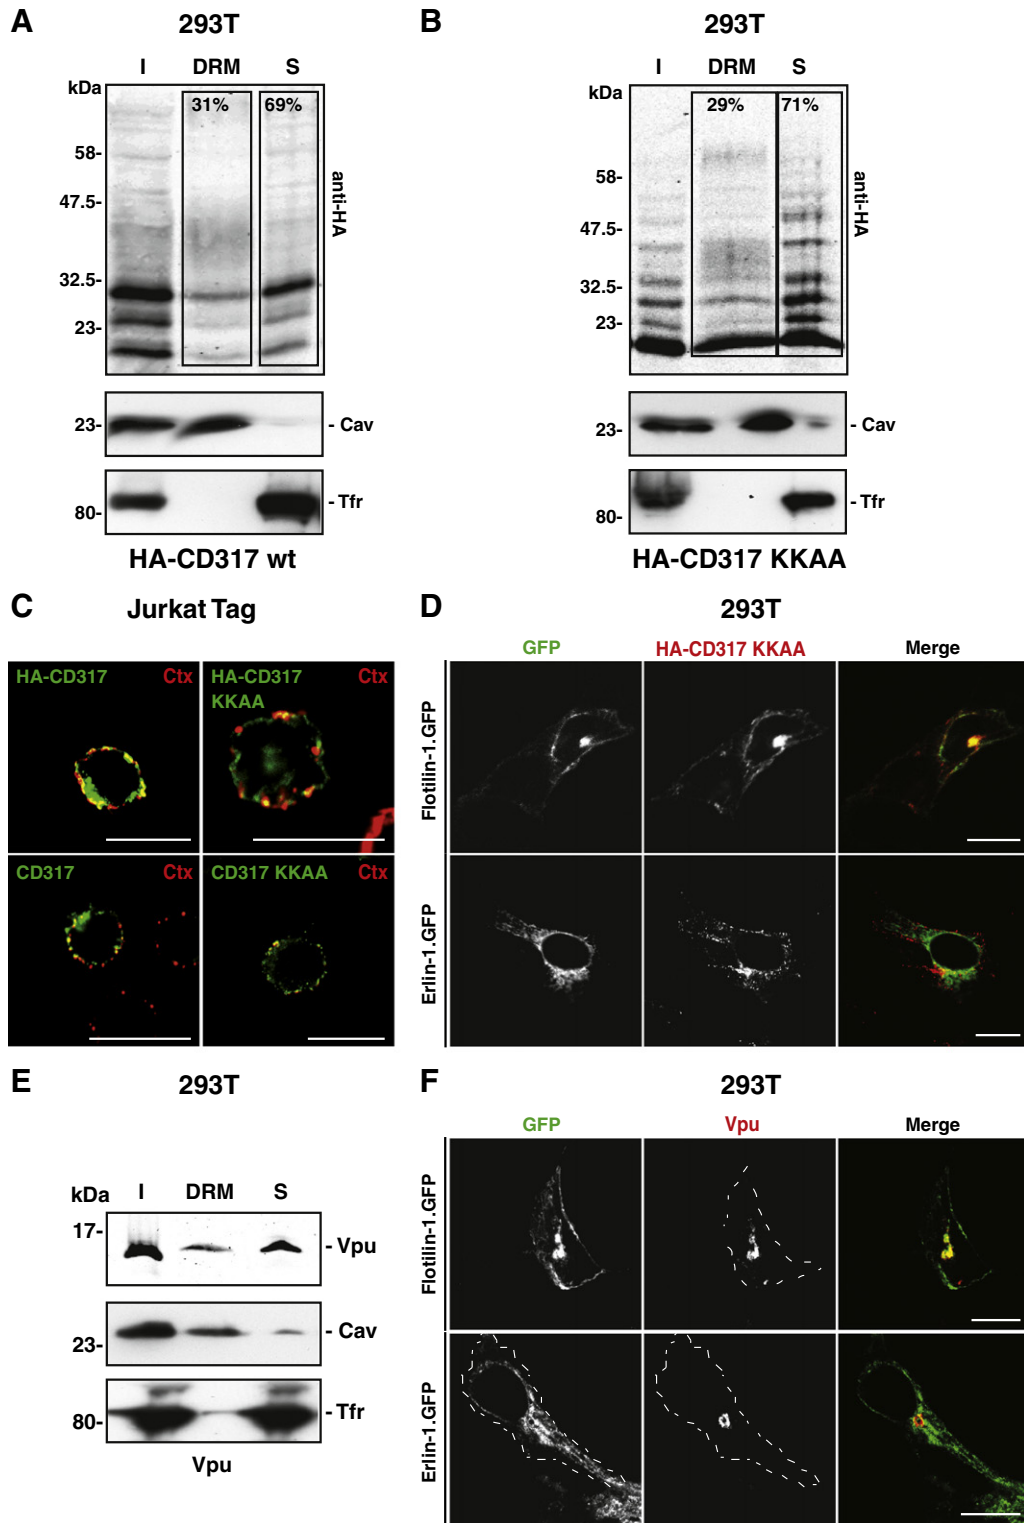 A
293T
I DRM S
kDa
31% 69%
58-
47.5-
32.5-
23-
anti-HA
23-
- Cav
80-
- Tfr
HA-CD317 wt
B
293T
I DRM S
kDa
29% 71%
58-
47.5-
32.5-
23-
anti-HA
23-
- Cav
80-
- Tfr
HA-CD317 KKAA
C
Jurkat Tag
HA-CD317 Ctx
HA-CD317 Ctx
KKAA
CD317 Ctx
CD317 KKAA Ctx
D
293T
GFP HA-CD317 KKAA Merge
Flotilin-1.GFP
Erlin-1.GFP
E
293T
kDa I DRM S
17-
- Vpu
- Cav
23-
- Tfr
80-
Vpu
F
293T
GFP Vpu Merge
Flotilin-1.GFP
Erlin-1.GFP